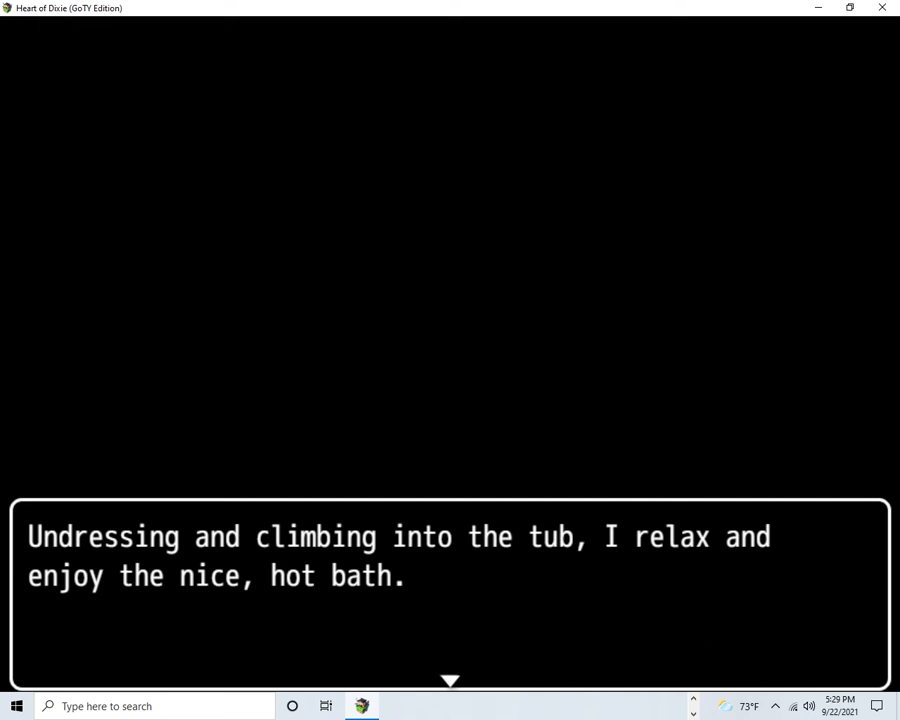 Heart of Dixie (GoTY Edition)
Undressing and climbing into the tub, I relax and
enjoy the nice, hot bath.
Type here to search
73°F
5:29 PM
9/22/2021